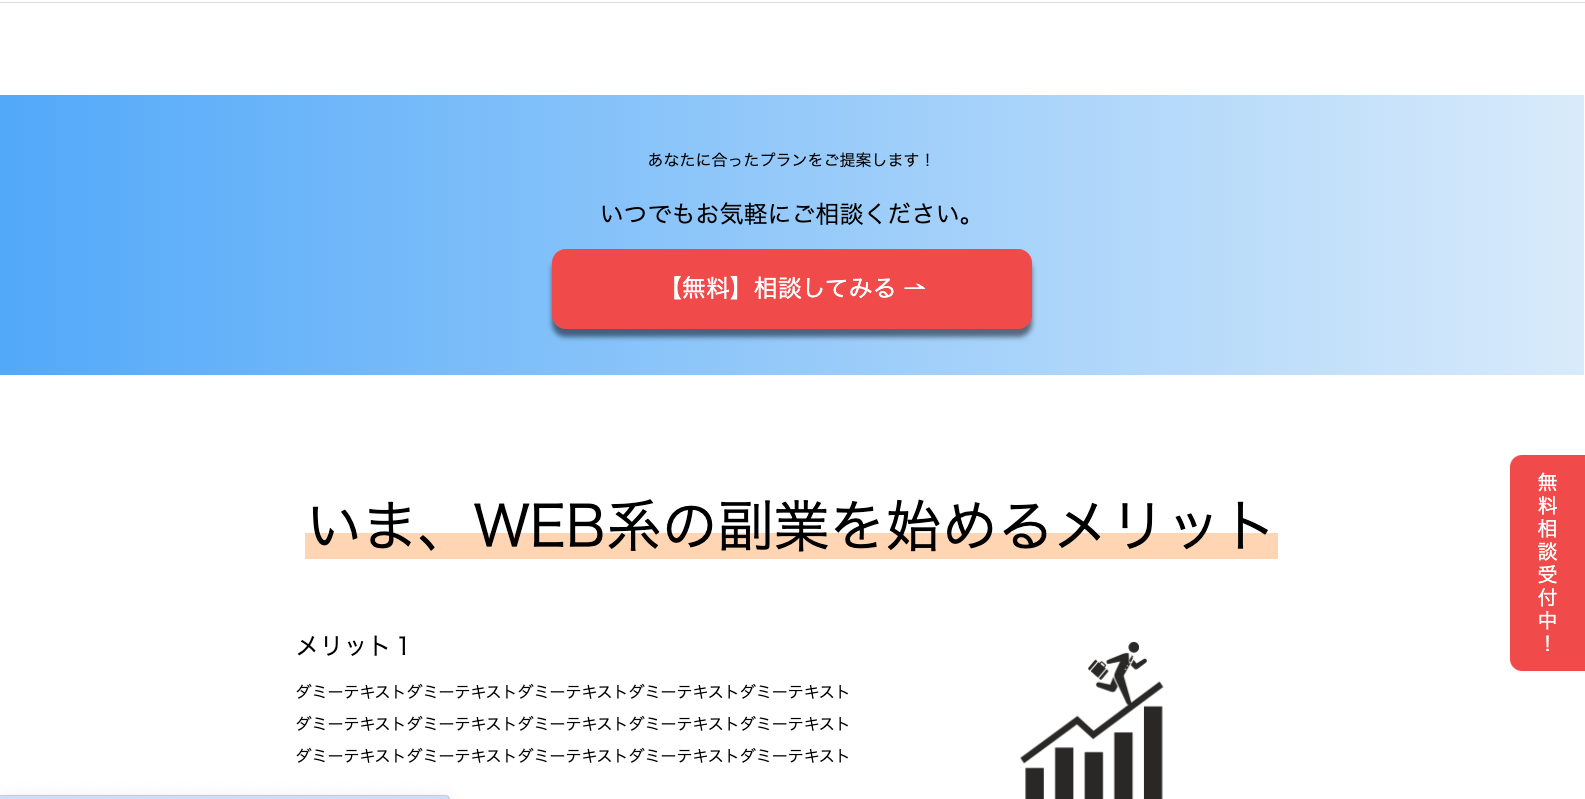 あなたに合ったプランをご提案します！
いつでもお気軽にご相談ください。
【無料】相談してみる ⇀
いま、WEB系の副業を始めるメリット
無料相談受付中！
メリット１
ダミーテキストダミーテキストダミーテキストダミーテキストダミーテキスト
ダミーテキストダミーテキストダミーテキストダミーテキストダミーテキスト
ダミーテキストダミーテキストダミーテキストダミーテキストダミーテキスト